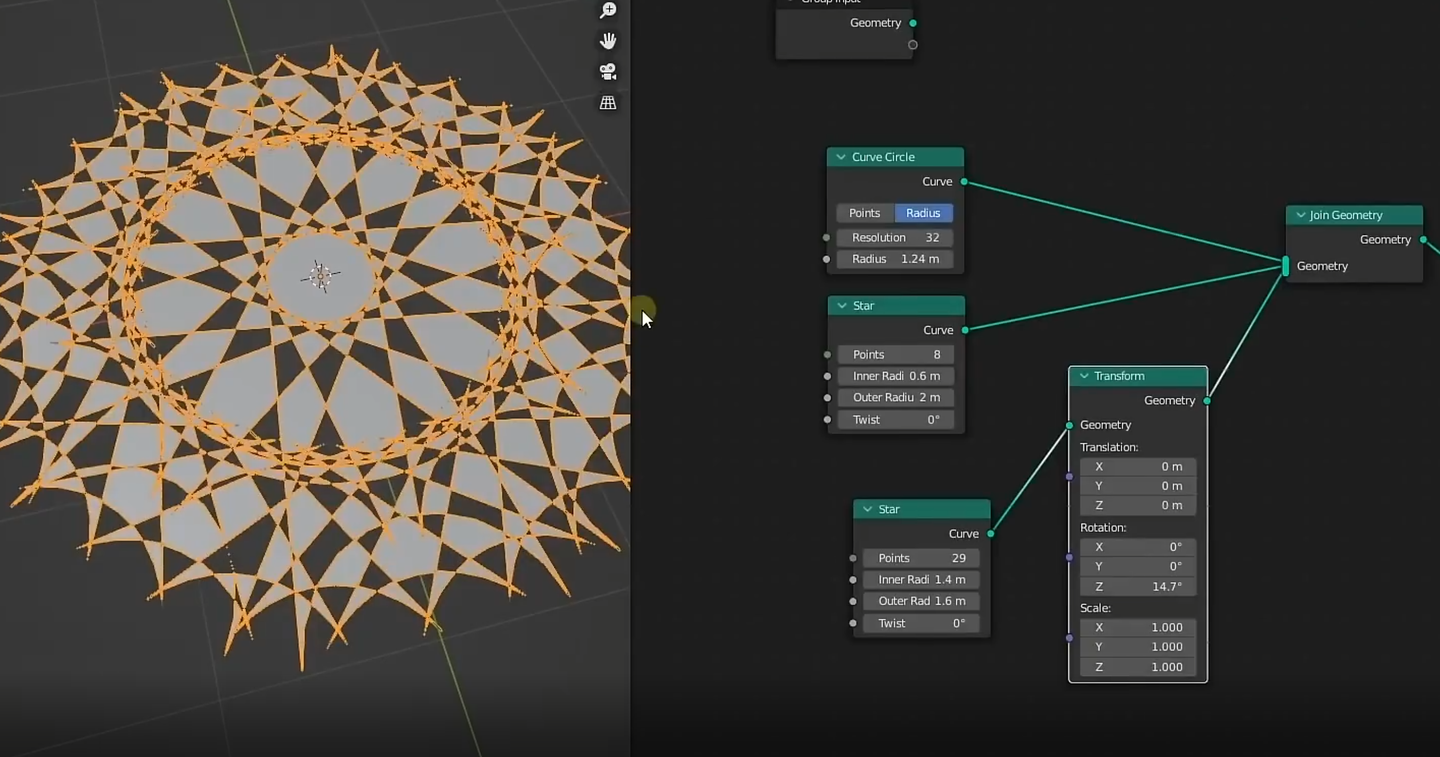 Group Input
Geometry
Curve Circle
Curve
Points Radius
Resolution 32
Radius 1.24 m
Star
Curve
Points 8
Inner Radi 0.6 m
Outer Radiu 2 m
Twist 0°
Join Geometry
Geometry
Geometry
Transform
Geometry
Geometry
Translation:
X 0 m
Y 0 m
Z 0 m
Rotation:
X 0°
Y 0°
Z 14.7°
Scale:
X 1.000
Y 1.000
Z 1.000
Star
Curve
Points 29
Inner Radi 1.4 m
Outer Rad 1.6 m
Twist 0°